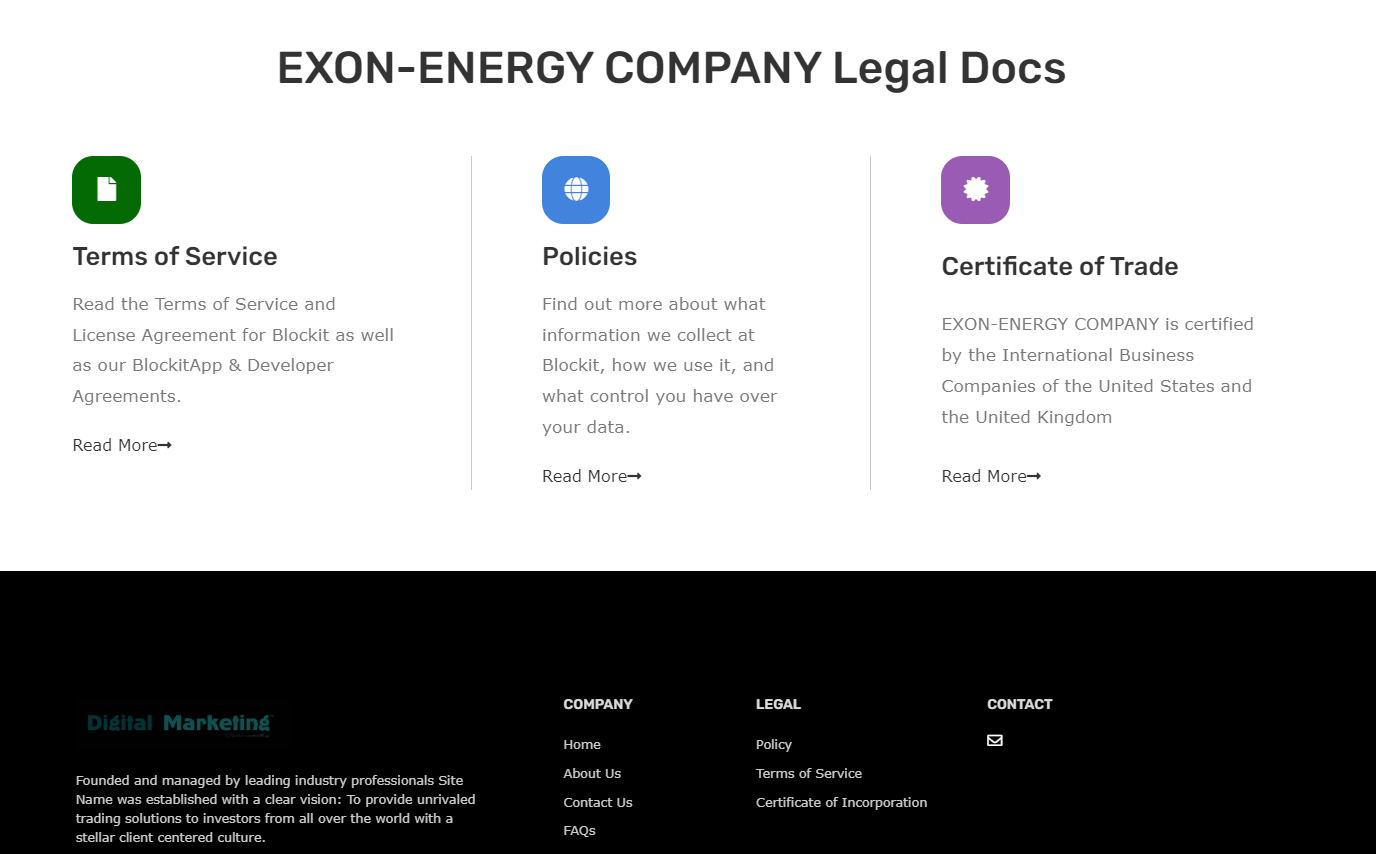 EXON-ENERGY COMPANY Legal Docs
Terms of Service
Read the Terms of Service and
License Agreement for Blockit as well
as our BlockitApp & Developer
Agreements.
Read More
Policies
Find out more about what
information we collect at
Blockit, how we use it, and
what control you have over
your data.
Read More
Certificate of Trade
EXON-ENERGY COMPANY is certified
by the International Business
Companies of the United States and
the United Kingdom
Read More
Digital Marketing
Founded and managed by leading industry professionals Site
Name was established with a clear vision: To provide unrivaled
trading solutions to investors from all over the world with a
stellar client centered culture.
COMPANY
Home
About Us
Contact Us
FAQs
LEGAL
Policy
Terms of Service
Certificate of Incorporation
CONTACT